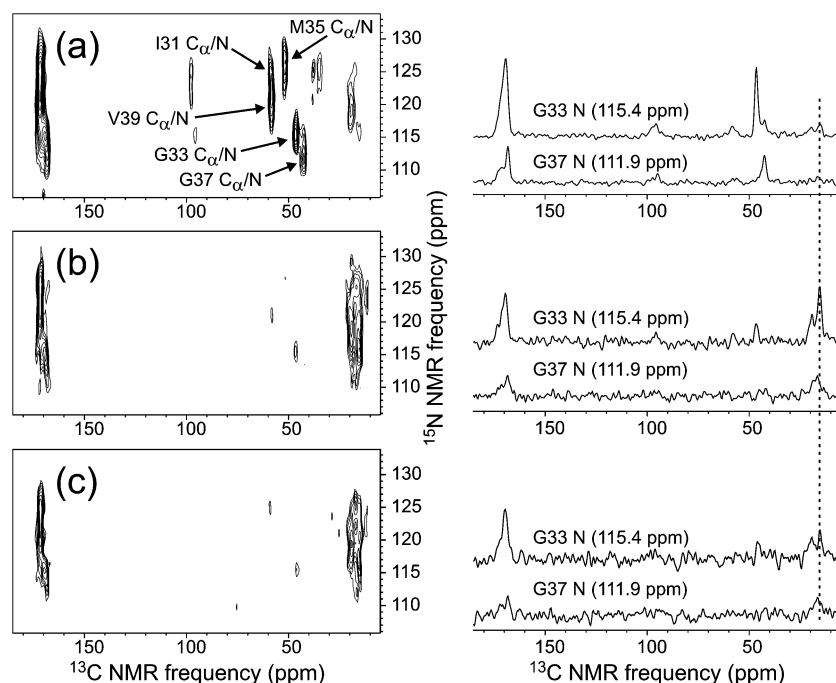 (a)
I31 Cα/N
M35 Cα/N
V39 Cα/N
G33 Cα/N
G37 Cα/N
130
125
120
115
110
150 100 50
G33 N (115.4 ppm)
G37 N (111.9 ppm)
150 100 50
(b)
130
125
120
115
110
150 100 50
G33 N (115.4 ppm)
G37 N (111.9 ppm)
150 100 50
(c)
130
125
120
115
110
150 100 50
13C NMR frequency (ppm)
15N NMR frequency (ppm)
G33 N (115.4 ppm)
G37 N (111.9 ppm)
150 100 50
13C NMR frequency (ppm)